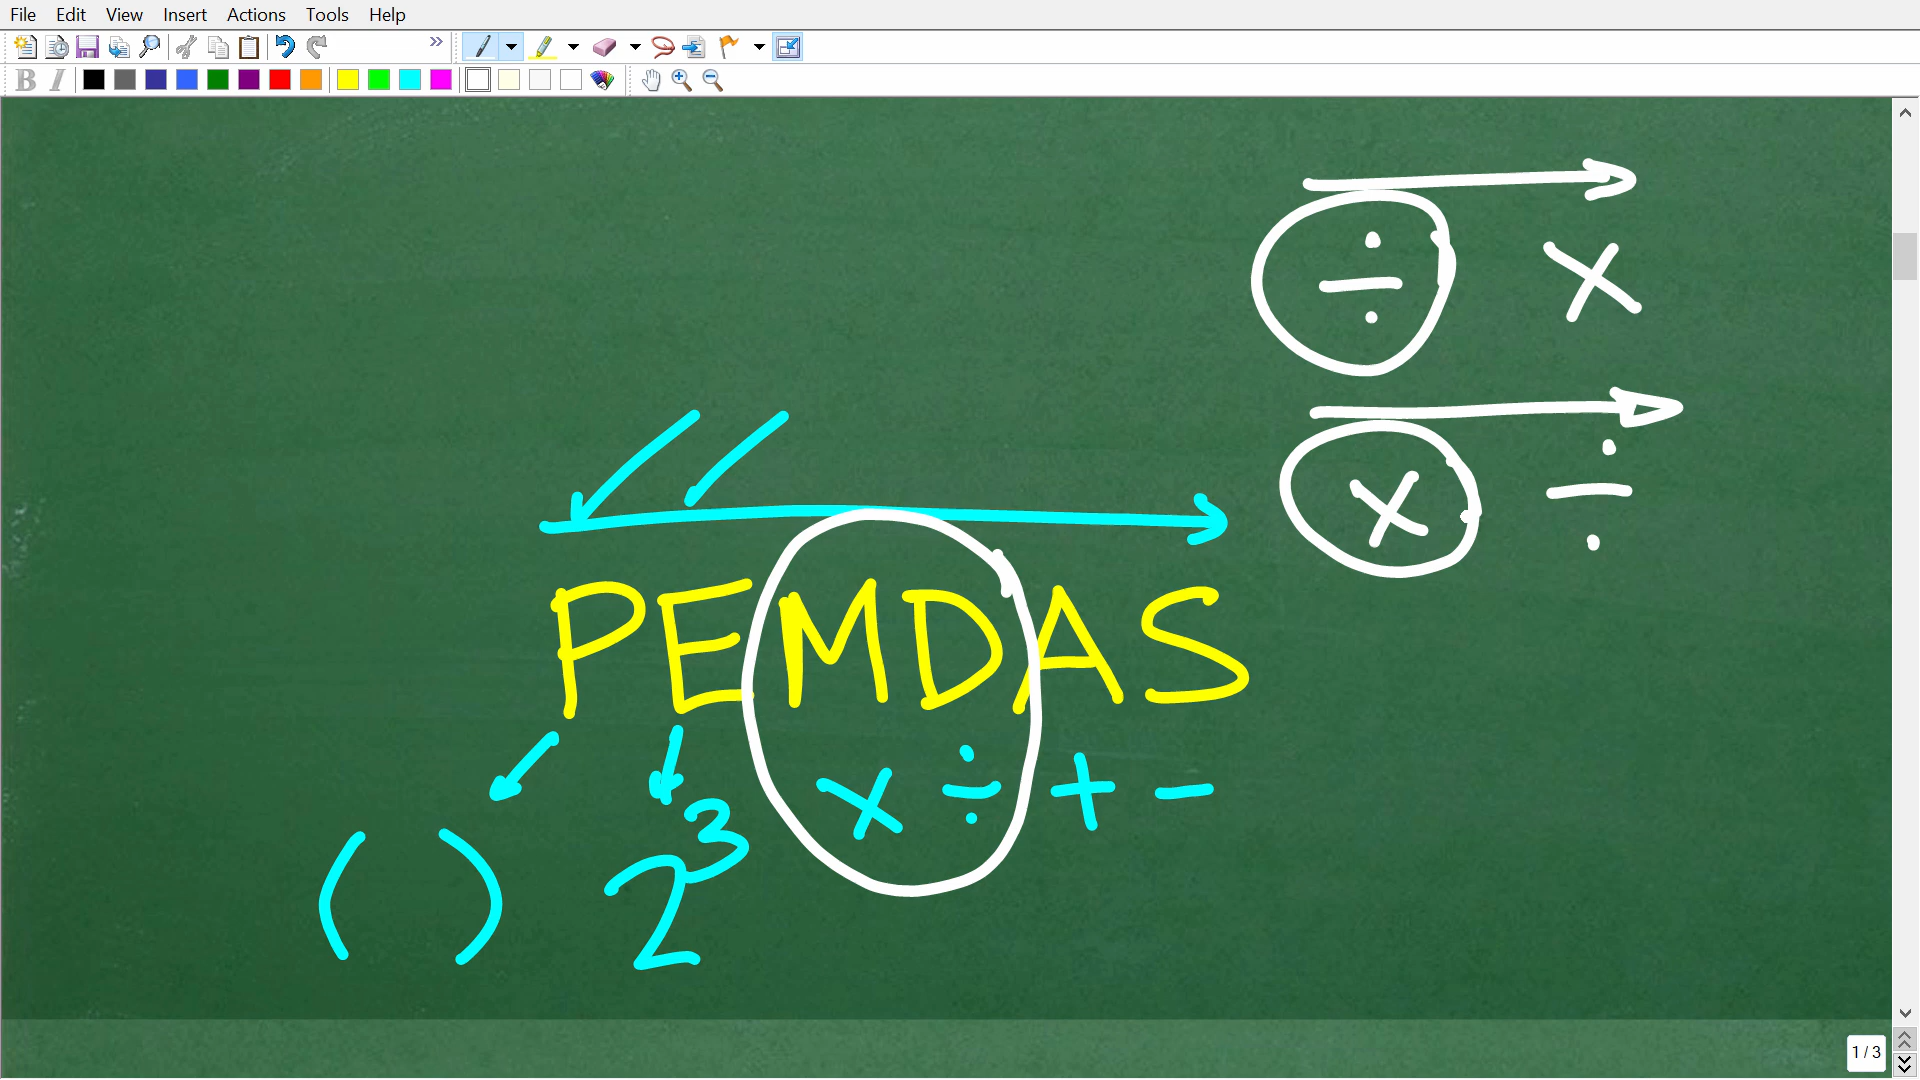 File Edit View Insert Actions Tools Help
B I
÷ ×
× ÷
PEMDAS
× ÷ + −
( ) 2³
1 / 3